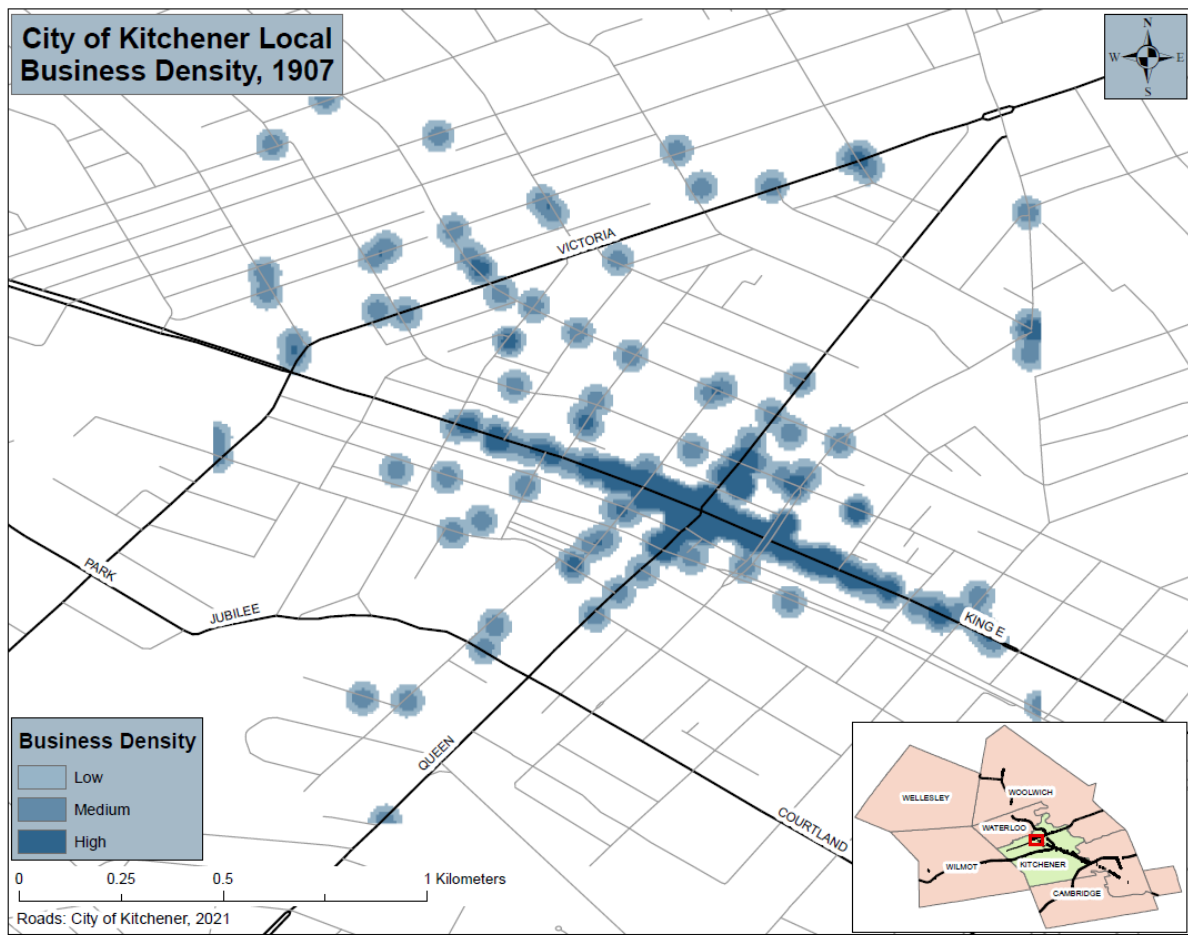 City of Kitchener Local
Business Density, 1907
N
W
E
S
VICTORIA
PARK
JUBILEE
KING E
QUEEN
COURTLAND
Business Density
Low
Medium
High
0
0.25
0.5
1 Kilometers
Roads: City of Kitchener, 2021
WELLESLEY
WOOLWICH
WATERLOO
WILMOT
KITCHENER
CAMBRIDGE